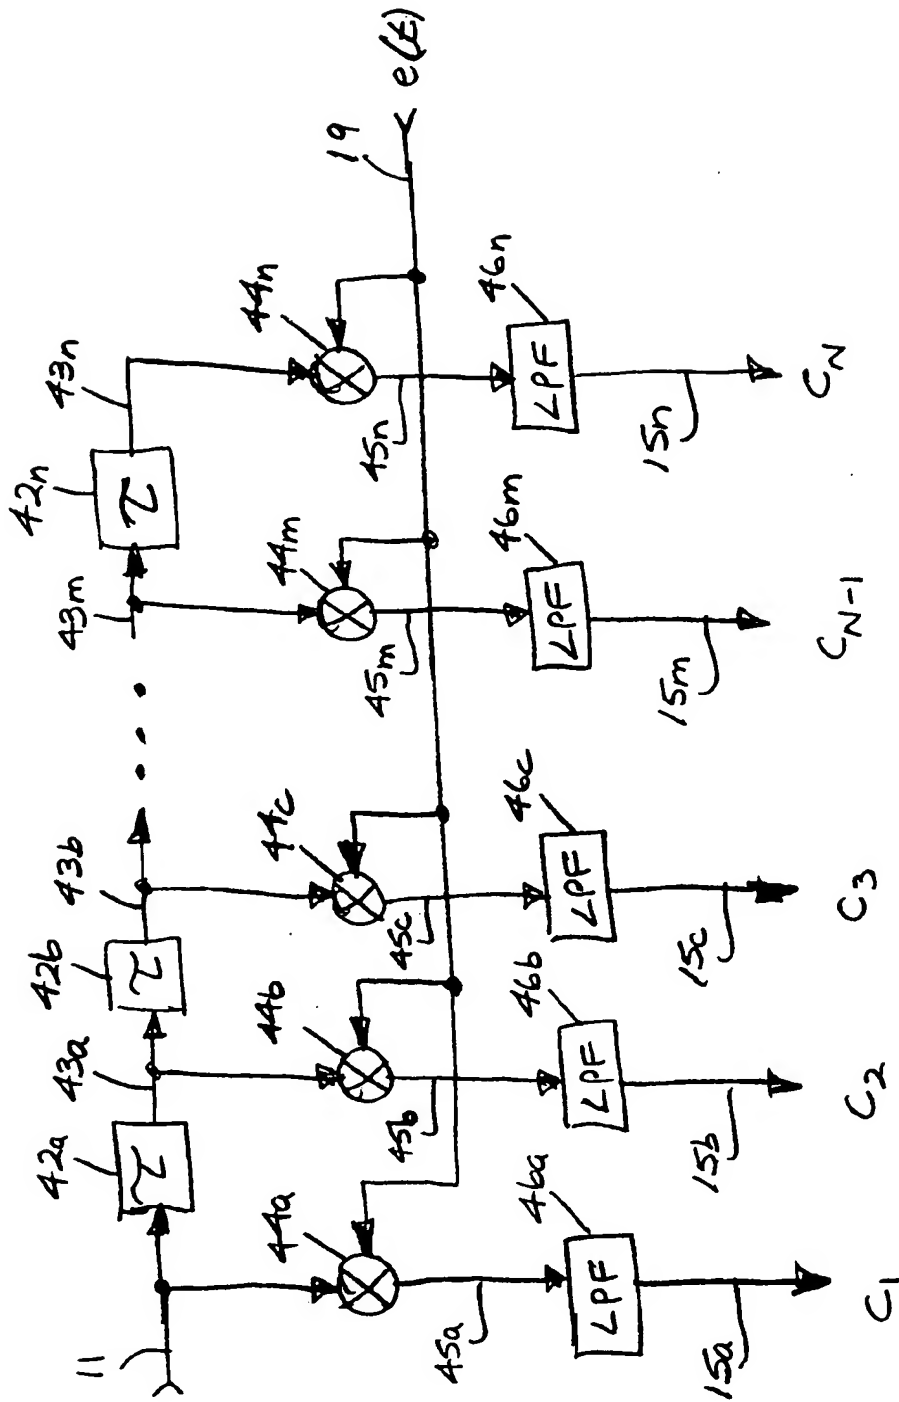 11
42a
τ
43a
42b
τ
43b
43m
42n
τ
43n
44a
44b
44c
44m
44n
19
e(t)
45a
45b
45c
45m
45n
46a
46b
46c
46m
46n
LPF
LPF
LPF
LPF
LPF
15a
15b
15c
15m
15n
C1
C2
C3
CN-1
CN